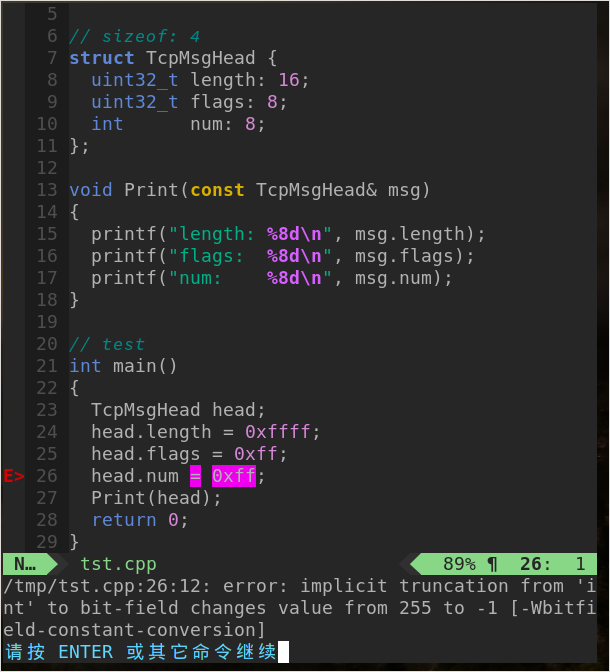 5
6 // sizeof: 4
7 struct TcpMsgHead {
8   uint32_t length: 16;
9   uint32_t flags: 8;
10   int      num: 8;
11 };
12
13 void Print(const TcpMsgHead& msg)
14 {
15   printf("length: %8d\n", msg.length);
16   printf("flags:  %8d\n", msg.flags);
17   printf("num:    %8d\n", msg.num);
18 }
19
20 // test
21 int main()
22 {
23   TcpMsgHead head;
24   head.length = 0xffff;
25   head.flags = 0xff;
E> 26   head.num = 0xff;
27   Print(head);
28   return 0;
29 }
N… tst.cpp 89% ¶ 26: 1
/tmp/tst.cpp:26:12: error: implicit truncation from 'i
nt' to bit-field changes value from 255 to -1 [-Wbitfi
eld-constant-conversion]
请按 ENTER 或其它命令继续